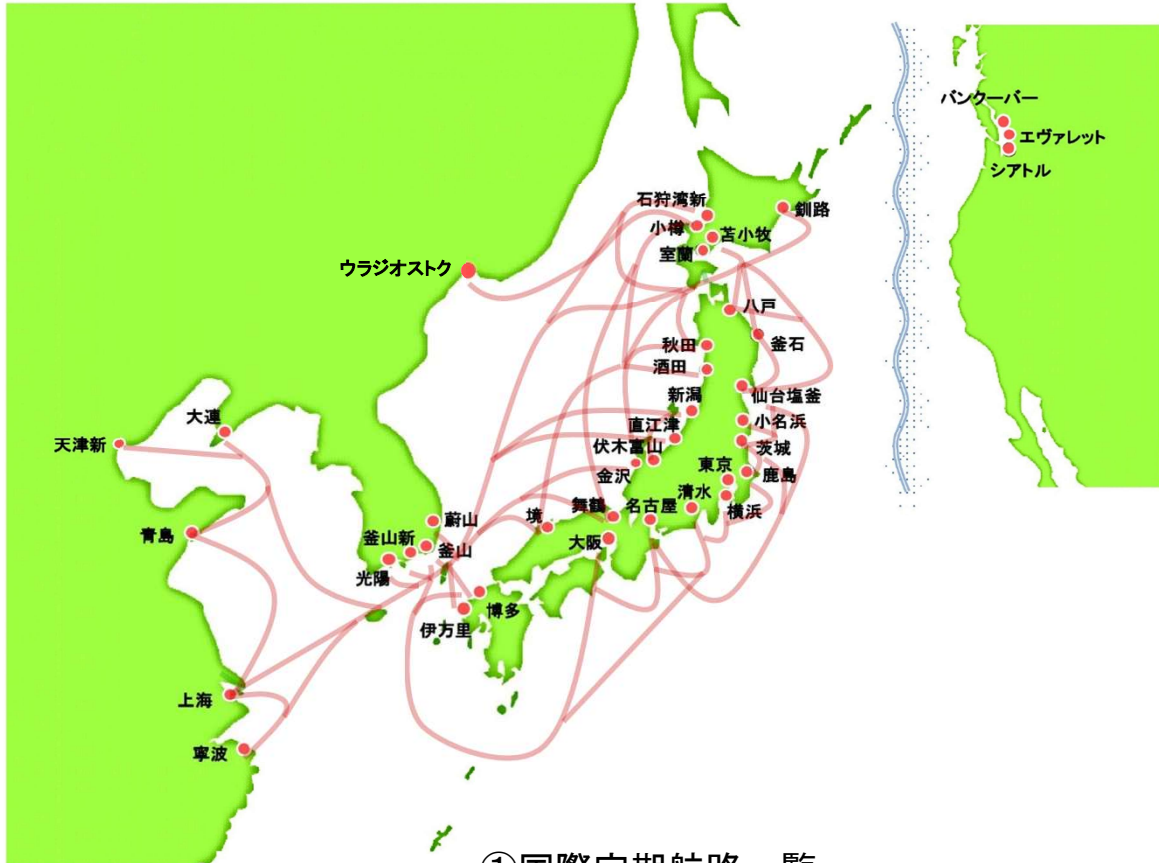 バンクーバー
エヴァレット
シアトル
石狩湾新
釧路
小樽
苫小牧
室蘭
ウラジオストク
八戸
釜石
秋田
酒田
仙台塩釜
新潟
小名浜
大連
直江津
天津新
伏木富山
茨城
東京
金沢
鹿島
清水
舞鶴
名古屋
横浜
境
蔚山
青島
釜山新
釜山
大阪
光陽
博多
伊万里
上海
寧波